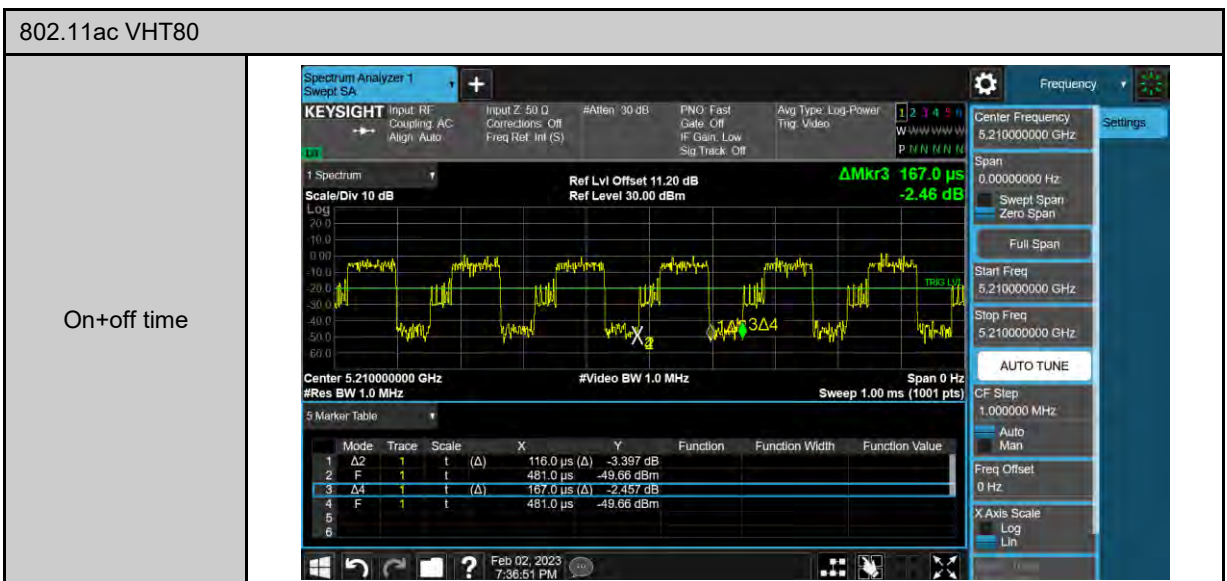 802.11ac VHT80
On+off time
Spectrum Analyzer 1
Swept SA
+
Frequency
KEYSIGHT
Input: RF
Coupling: AC
Align: Auto
Input Z: 50 Ω
Corrections: Off
Freq Ref: Int (S)
#Atten: 30 dB
PNO: Fast
Gate: Off
IF Gain: Low
Sig Track: Off
Avg Type: Log-Power
Trig: Video
1 2 3 4 5 6
W W W W W W
P N N N N N
1 Spectrum
Scale/Div 10 dB
Ref Lvl Offset 11.20 dB
Ref Level 30.00 dBm
ΔMkr3 167.0 µs
-2.46 dB
Log
20.0
10.0
0.00
-10.0
-20.0
-30.0
-40.0
-50.0
-60.0
TRIG LVL
3Δ4
Center 5.210000000 GHz
#Res BW 1.0 MHz
#Video BW 1.0 MHz
Span 0 Hz
Sweep 1.00 ms (1001 pts)
5 Marker Table
Mode Trace Scale X Y Function Function Width Function Value
1 Δ2 1 t (Δ) 116.0 µs (Δ) -3.397 dB
2 F 1 t 481.0 µs -49.66 dBm
3 Δ4 1 t (Δ) 167.0 µs (Δ) -2.457 dB
4 F 1 t 481.0 µs -49.66 dBm
5
6
Feb 02, 2023
7:36:51 PM
?
Center Frequency
5.210000000 GHz
Settings
Span
0.00000000 Hz
Swept Span
Zero Span
Full Span
Start Freq
5.210000000 GHz
Stop Freq
5.210000000 GHz
AUTO TUNE
CF Step
1.000000 MHz
Auto
Man
Freq Offset
0 Hz
X Axis Scale
Log
Lin